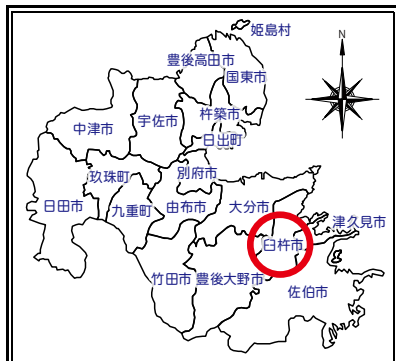 姫島村
豊後高田市
国東市
N
中津市
宇佐市
杵築市
日出町
玖珠町
別府市
日田市
九重町
由布市
大分市
津久見市
臼杵市
竹田市
豊後大野市
佐伯市